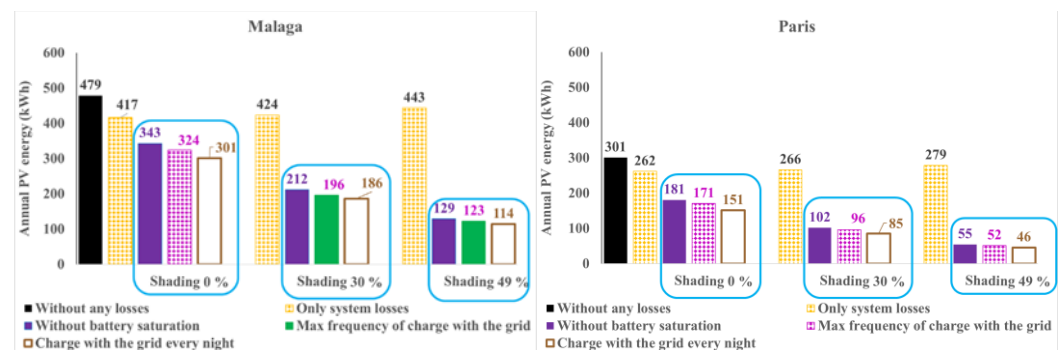 Malaga
Annual PV energy (kWh)
600
500
400
300
200
100
0
479
417
343
324
301
424
212
196
186
443
129
123
114
Shading 0 %
Shading 30 %
Shading 49 %
Without any losses
Only system losses
Without battery saturation
Max frequency of charge with the grid
Charge with the grid every night
Paris
Annual PV energy (kWh)
600
500
400
300
200
100
0
301
262
181
171
151
266
102
96
85
279
55
52
46
Shading 0 %
Shading 30 %
Shading 49 %
Without any losses
Only system losses
Without battery saturation
Max frequency of charge with the grid
Charge with the grid every night